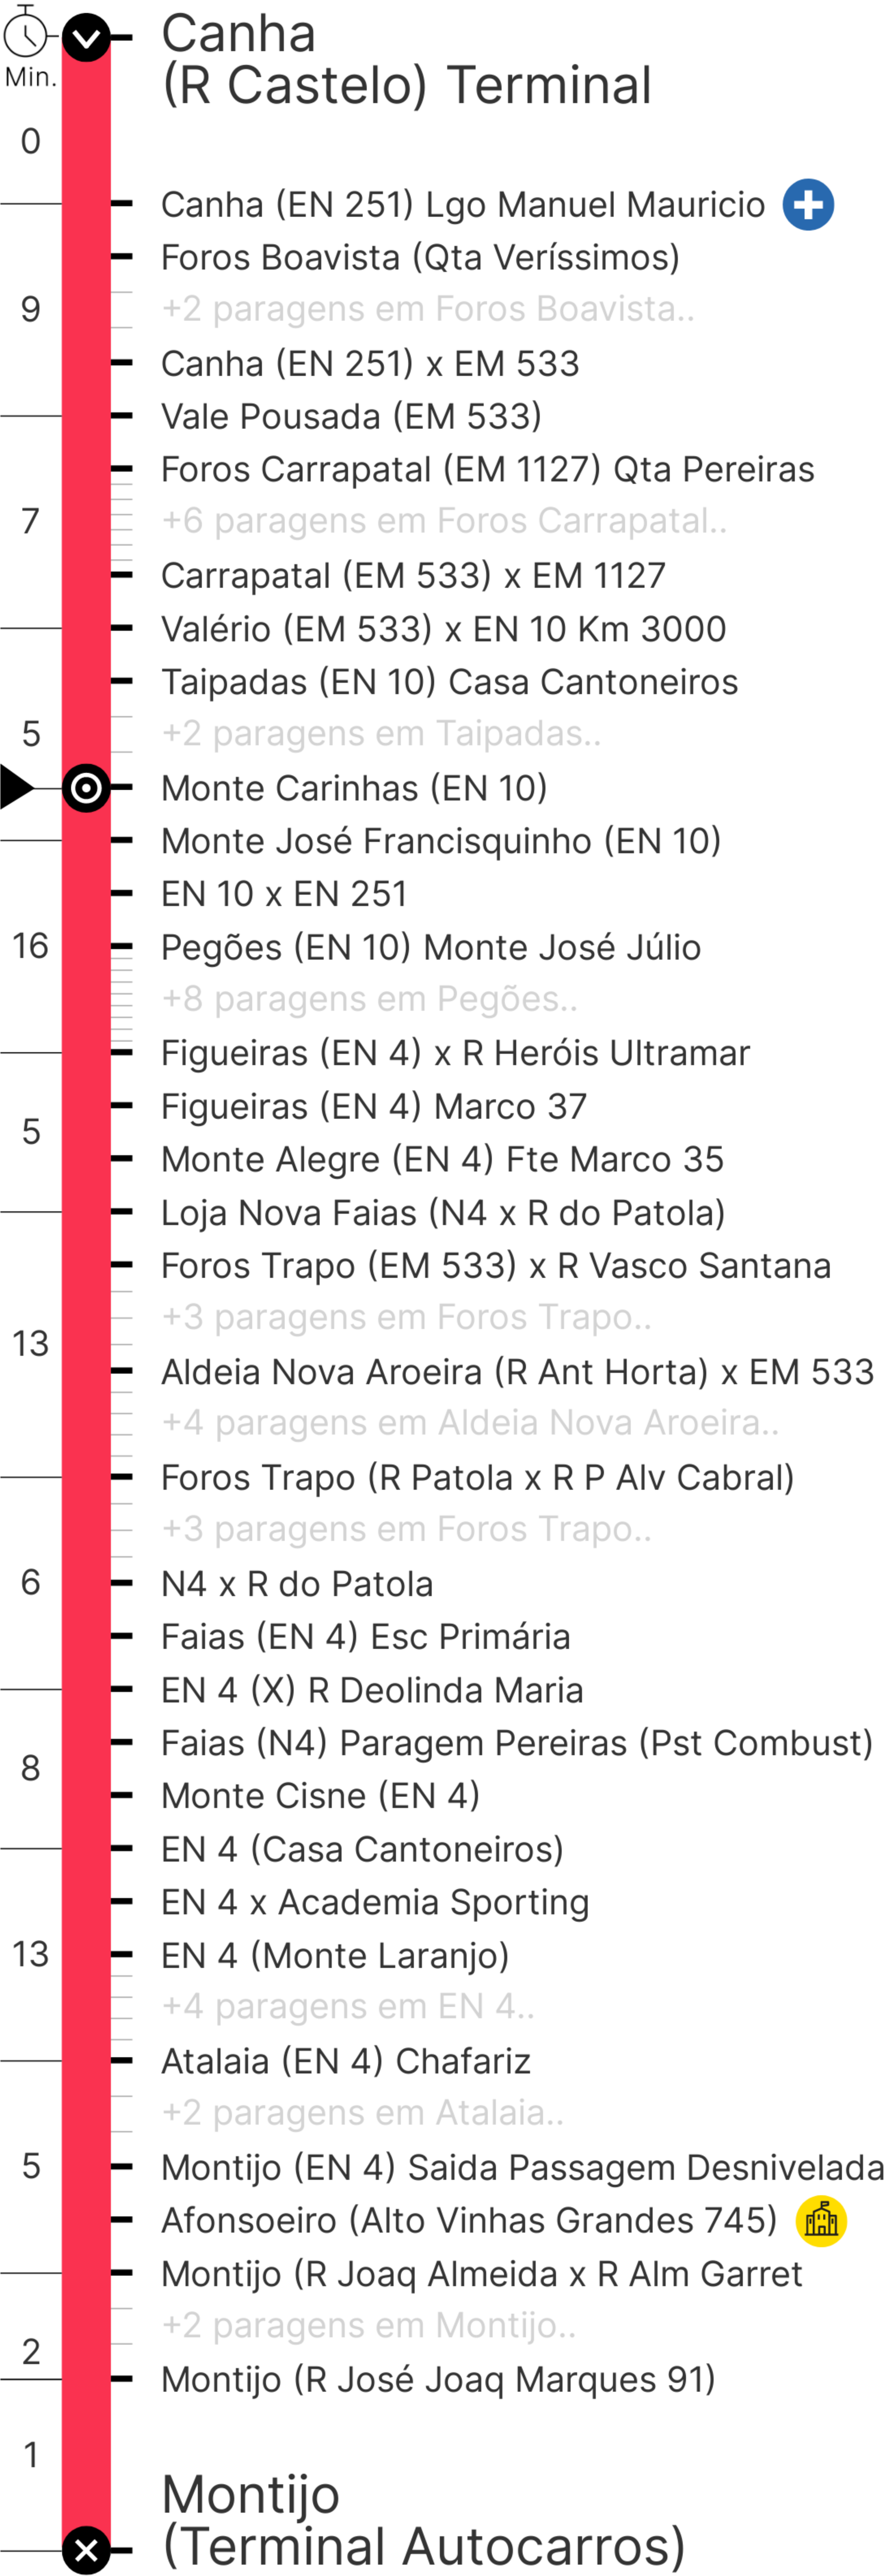 Canha
(R Castelo) Terminal
Min.
0
Canha (EN 251) Lgo Manuel Mauricio
Foros Boavista (Qta Veríssimos)
9
+2 paragens em Foros Boavista..
Canha (EN 251) x EM 533
Vale Pousada (EM 533)
Foros Carrapatal (EM 1127) Qta Pereiras
7
+6 paragens em Foros Carrapatal..
Carrapatal (EM 533) x EM 1127
Valério (EM 533) x EN 10 Km 3000
Taipadas (EN 10) Casa Cantoneiros
5
+2 paragens em Taipadas..
Monte Carinhas (EN 10)
Monte José Francisquinho (EN 10)
EN 10 x EN 251
16
Pegões (EN 10) Monte José Júlio
+8 paragens em Pegões..
Figueiras (EN 4) x R Heróis Ultramar
Figueiras (EN 4) Marco 37
5
Monte Alegre (EN 4) Fte Marco 35
Loja Nova Faias (N4 x R do Patola)
Foros Trapo (EM 533) x R Vasco Santana
+3 paragens em Foros Trapo..
13
Aldeia Nova Aroeira (R Ant Horta) x EM 533
+4 paragens em Aldeia Nova Aroeira..
Foros Trapo (R Patola x R P Alv Cabral)
+3 paragens em Foros Trapo..
6
N4 x R do Patola
Faias (EN 4) Esc Primária
EN 4 (X) R Deolinda Maria
Faias (N4) Paragem Pereiras (Pst Combust)
8
Monte Cisne (EN 4)
EN 4 (Casa Cantoneiros)
EN 4 x Academia Sporting
13
EN 4 (Monte Laranjo)
+4 paragens em EN 4..
Atalaia (EN 4) Chafariz
+2 paragens em Atalaia..
5
Montijo (EN 4) Saida Passagem Desnivelada
Afonsoeiro (Alto Vinhas Grandes 745)
Montijo (R Joaq Almeida x R Alm Garret
+2 paragens em Montijo..
2
Montijo (R José Joaq Marques 91)
1
Montijo
(Terminal Autocarros)